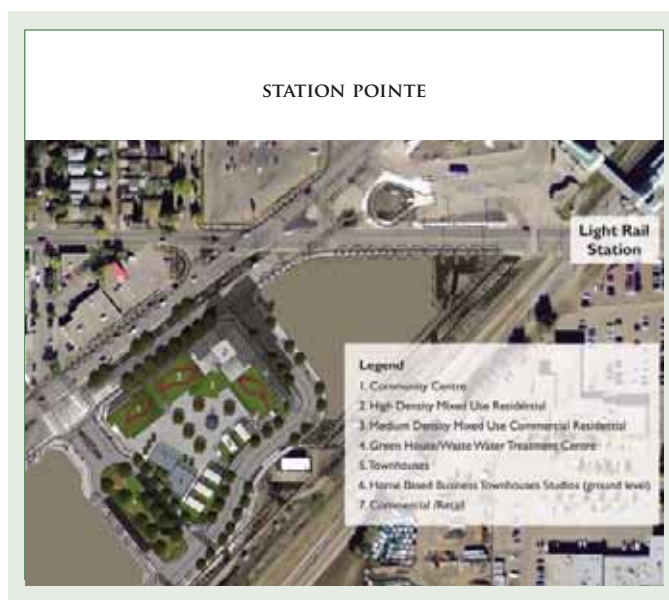 STATION POINTE
Light Rail
Station
Legend
1. Community Centre
2. High Density Mixed Use Residential
3. Medium Density Mixed Use Commercial Residential
4. Green House/Waste Water Treatment Centre
5. Townhouses
6. Home Based Business Townhouses Studios (ground level)
7. Commercial /Retail